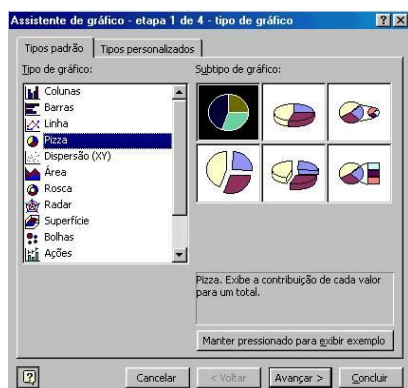 Assistente de gráfico - etapa 1 de 4 - tipo de gráfico
Tipos padrão
Tipos personalizados
Tipo de gráfico:
Colunas
Barras
Linha
Pizza
Dispersão (XY)
Área
Rosca
Radar
Superfície
Bolhas
Ações
Subtipo de gráfico:
Pizza. Exibe a contribuição de cada valor
para um total.
Manter pressionado para exibir exemplo
Cancelar
< Voltar
Avançar >
Concluir